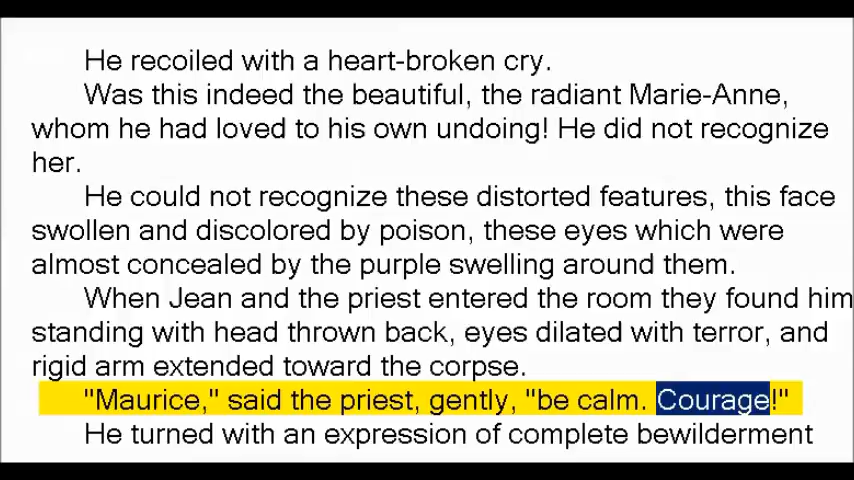 He recoiled with a heart-broken cry.
Was this indeed the beautiful, the radiant Marie-Anne,
whom he had loved to his own undoing! He did not recognize
her.
He could not recognize these distorted features, this face
swollen and discolored by poison, these eyes which were
almost concealed by the purple swelling around them.
When Jean and the priest entered the room they found him
standing with head thrown back, eyes dilated with terror, and
rigid arm extended toward the corpse.
"Maurice," said the priest, gently, "be calm. Courage!"
He turned with an expression of complete bewilderment